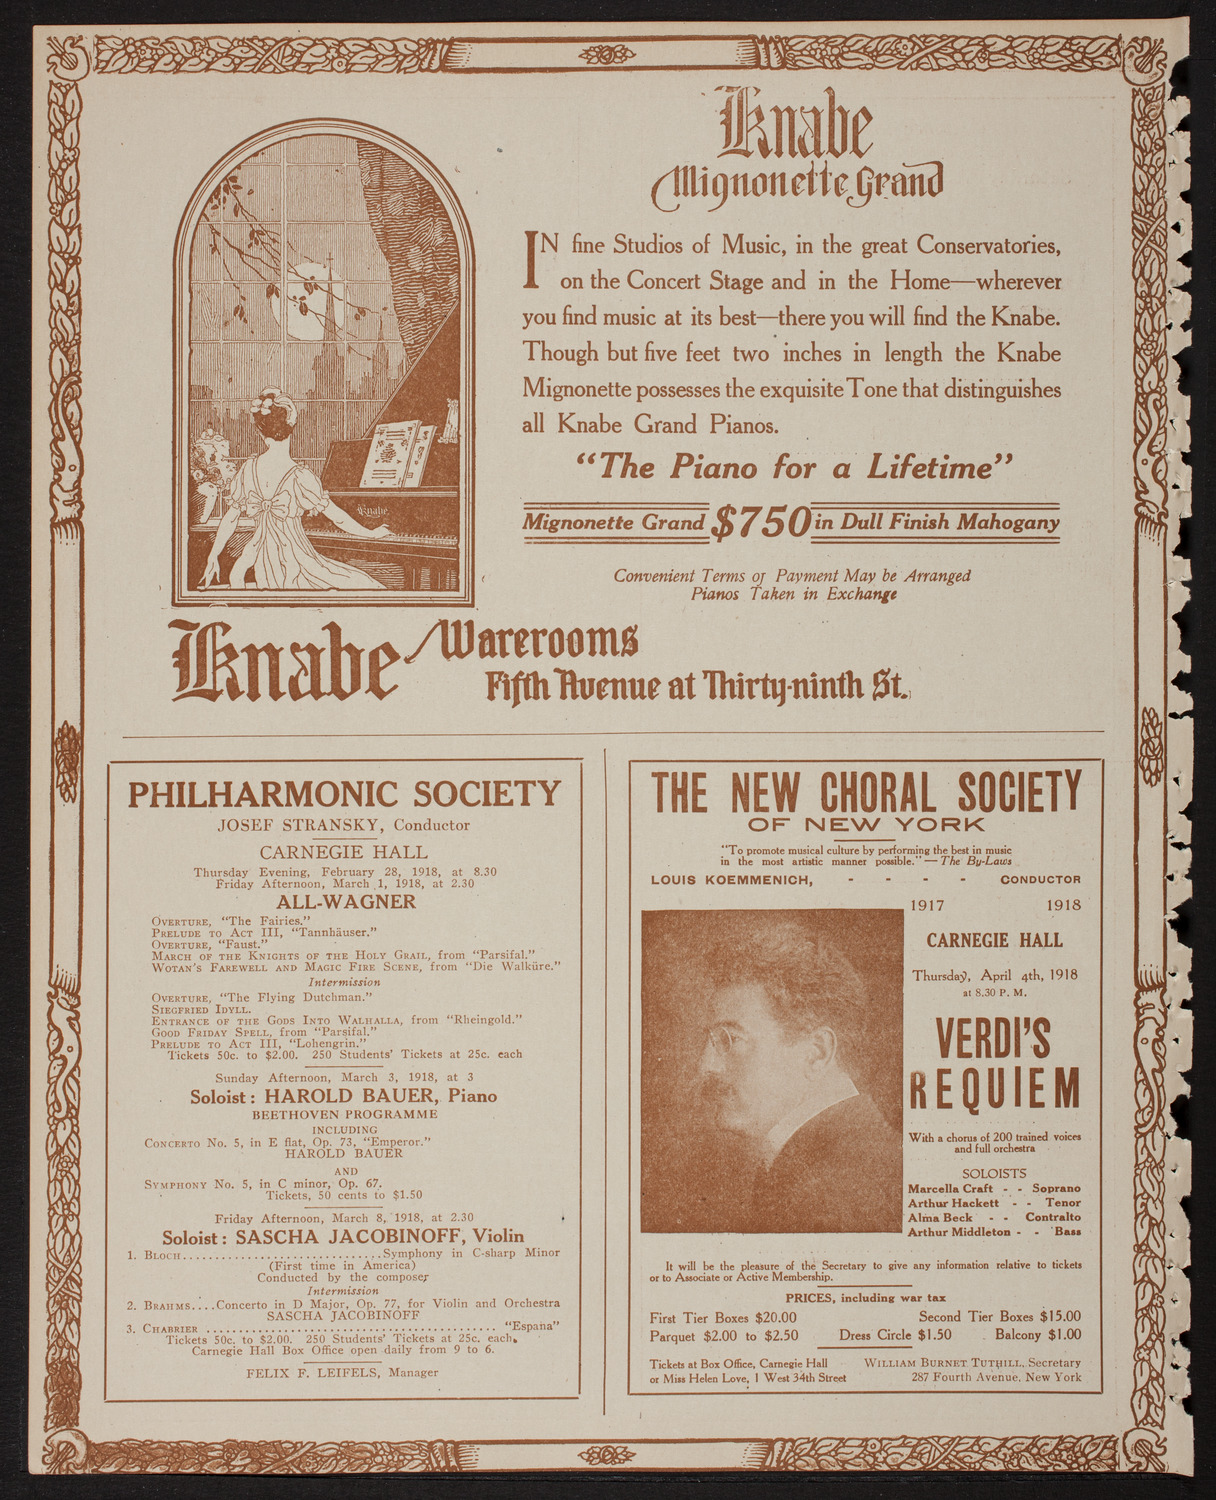 Knabe
Mignonette Grand
IN fine Studios of Music, in the great Conservatories,
on the Concert Stage and in the Home—wherever
you find music at its best—there you will find the Knabe.
Though but five feet two inches in length the Knabe
Mignonette possesses the exquisite Tone that distinguishes
all Knabe Grand Pianos.
"The Piano for a Lifetime"
Mignonette Grand $750 in Dull Finish Mahogany
Convenient Terms of Payment May be Arranged
Pianos Taken in Exchange
Knabe
Knabe Warerooms
Fifth Avenue at Thirty-ninth St.
PHILHARMONIC SOCIETY
JOSEF STRANSKY, Conductor
CARNEGIE HALL
Thursday Evening, February 28, 1918, at 8.30
Friday Afternoon, March 1, 1918, at 2.30
ALL-WAGNER
OVERTURE, "The Fairies."
PRELUDE TO ACT III, "Tannhäuser."
OVERTURE, "Faust."
MARCH OF THE KNIGHTS OF THE HOLY GRAIL, from "Parsifal."
WOTAN'S FAREWELL AND MAGIC FIRE SCENE, from "Die Walküre."
Intermission
OVERTURE, "The Flying Dutchman."
SIEGFRIED IDYLL.
ENTRANCE OF THE GODS INTO WALHALLA, from "Rheingold."
GOOD FRIDAY SPELL, from "Parsifal."
PRELUDE TO ACT III, "Lohengrin."
Tickets 50c. to $2.00. 250 Students' Tickets at 25c. each
Sunday Afternoon, March 3, 1918, at 3
Soloist: HAROLD BAUER, Piano
BEETHOVEN PROGRAMME
INCLUDING
CONCERTO No. 5, in E flat, Op. 73, "Emperor."
HAROLD BAUER
AND
SYMPHONY No. 5, in C minor, Op. 67.
Tickets, 50 cents to $1.50
Friday Afternoon, March 8, 1918, at 2.30
Soloist: SASCHA JACOBINOFF, Violin
1. BLOCH............................Symphony in C-sharp Minor
(First time in America)
Conducted by the composer
Intermission
2. BRAHMS....Concerto in D Major, Op. 77, for Violin and Orchestra
SASCHA JACOBINOFF
3. CHABRIER ........................................... "España"
Tickets 50c. to $2.00. 250 Students' Tickets at 25c. each.
Carnegie Hall Box Office open daily from 9 to 6.
FELIX F. LEIFELS, Manager
THE NEW CHORAL SOCIETY
OF NEW YORK
"To promote musical culture by performing the best in music
in the most artistic manner possible."—The By-Laws
LOUIS KOEMMENICH, - - - - CONDUCTOR
1917 1918
CARNEGIE HALL
Thursday, April 4th, 1918
at 8.30 P. M.
VERDI'S
REQUIEM
With a chorus of 200 trained voices
and full orchestra
SOLOISTS
Marcella Craft - - Soprano
Arthur Hackett - - Tenor
Alma Beck - - Contralto
Arthur Middleton - - Bass
It will be the pleasure of the Secretary to give any information relative to tickets
or to Associate or Active Membership.
PRICES, including war tax
First Tier Boxes $20.00 Second Tier Boxes $15.00
Parquet $2.00 to $2.50 Dress Circle $1.50 Balcony $1.00
Tickets at Box Office, Carnegie Hall WILLIAM BURNET TUTHILL, Secretary
or Miss Helen Love, 1 West 34th Street 287 Fourth Avenue, New York